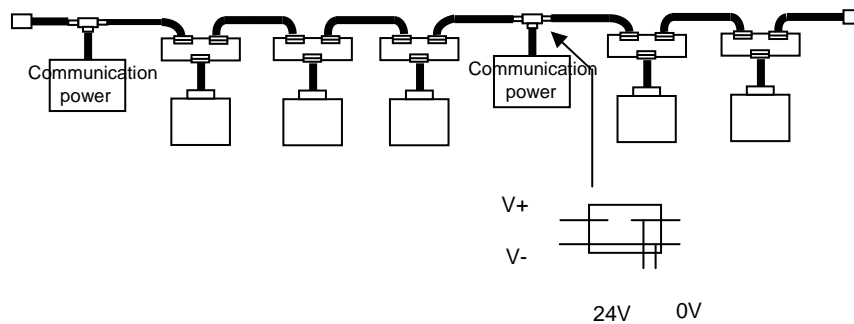 Communication
power
Communication
power
V+
V-
24V 0V